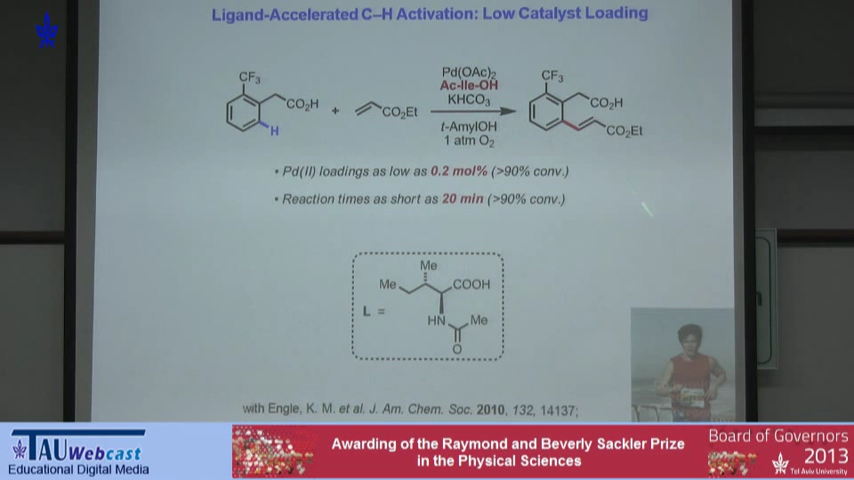 Ligand-Accelerated C–H Activation: Low Catalyst Loading
CF3
CO2H
H
+
CO2Et
Pd(OAc)2
Ac-Ile-OH
KHCO3
t-AmylOH
1 atm O2
CF3
CO2H
CO2Et
• Pd(II) loadings as low as 0.2 mol% (>90% conv.)
• Reaction times as short as 20 min (>90% conv.)
Me
Me
COOH
L =
HN
Me
O
with Engle, K. M. et al. J. Am. Chem. Soc. 2010, 132, 14137;
TAU Webcast
Educational Digital Media
Awarding of the Raymond and Beverly Sackler Prize
in the Physical Sciences
Board of Governors
2013
Tel Aviv University